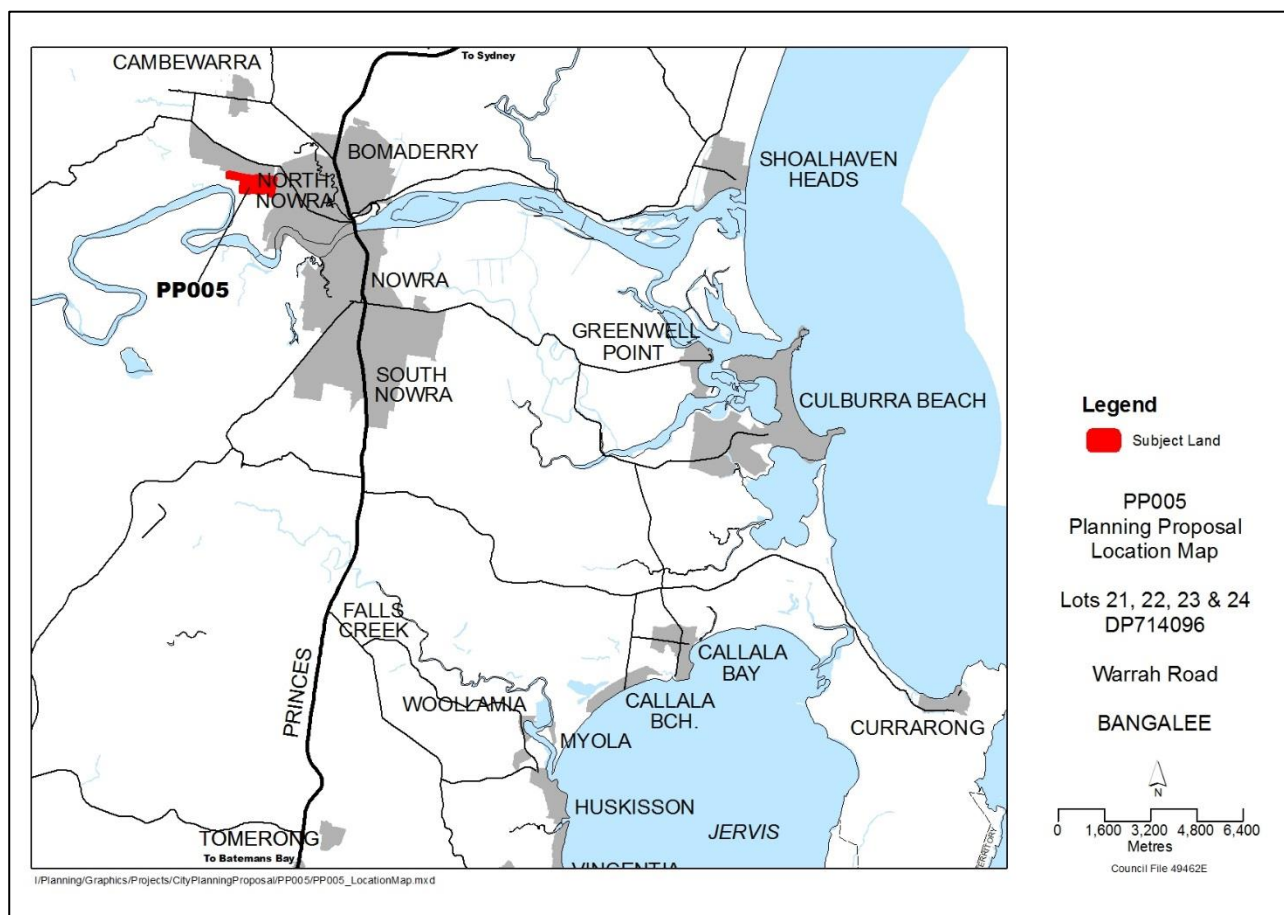 To Sydney
CAMBEWARRA
BOMADERRY
NORTH
NOWRA
SHOALHAVEN
HEADS
PP005
NOWRA
GREENWELL
POINT
SOUTH
NOWRA
CULBURRA BEACH
FALLS
CREEK
PRINCES
CALLALA
BAY
WOOLLAMIA
CALLALA
BCH.
CURRARONG
MYOLA
HUSKISSON
JERVIS
TOMERONG
To Batemans Bay
VINCENTIA
TERRITORY
I/Planning/Graphics/Projects/CityPlanningProposal/PP005/PP005_LocationMap.mxd
Legend
Subject Land
PP005
Planning Proposal
Location Map
Lots 21, 22, 23 & 24
DP714096
Warrah Road
BANGALEE
N
0 1,600 3,200 4,800 6,400
Metres
Council File 49462E